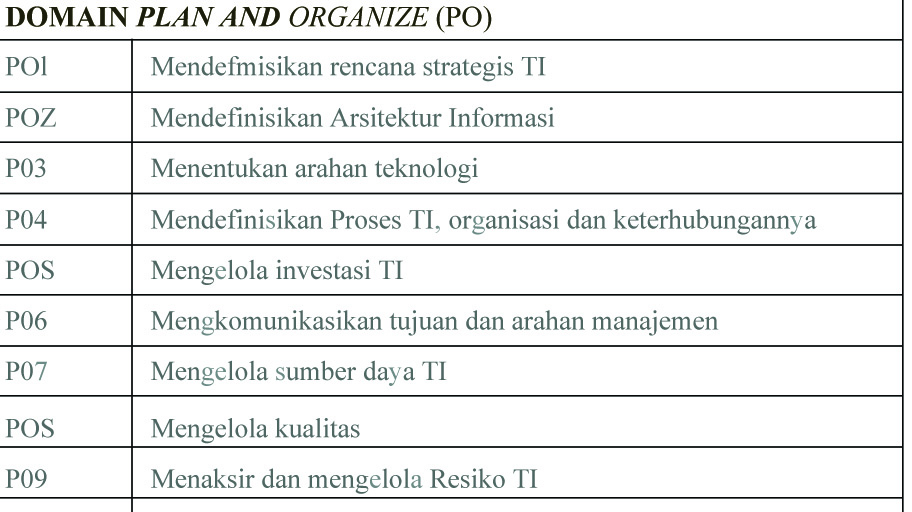 DOMAIN PLAN AND ORGANIZE (PO)
POl Mendefmisikan rencana strategis TI
POZ Mendefinisikan Arsitektur Informasi
P03 Menentukan arahan teknologi
P04 Mendefinisikan Proses TI, organisasi dan keterhubungannya
POS Mengelola investasi TI
P06 Mengkomunikasikan tujuan dan arahan manajemen
P07 Mengelola sumber daya TI
POS Mengelola kualitas
P09 Menaksir dan mengelola Resiko TI